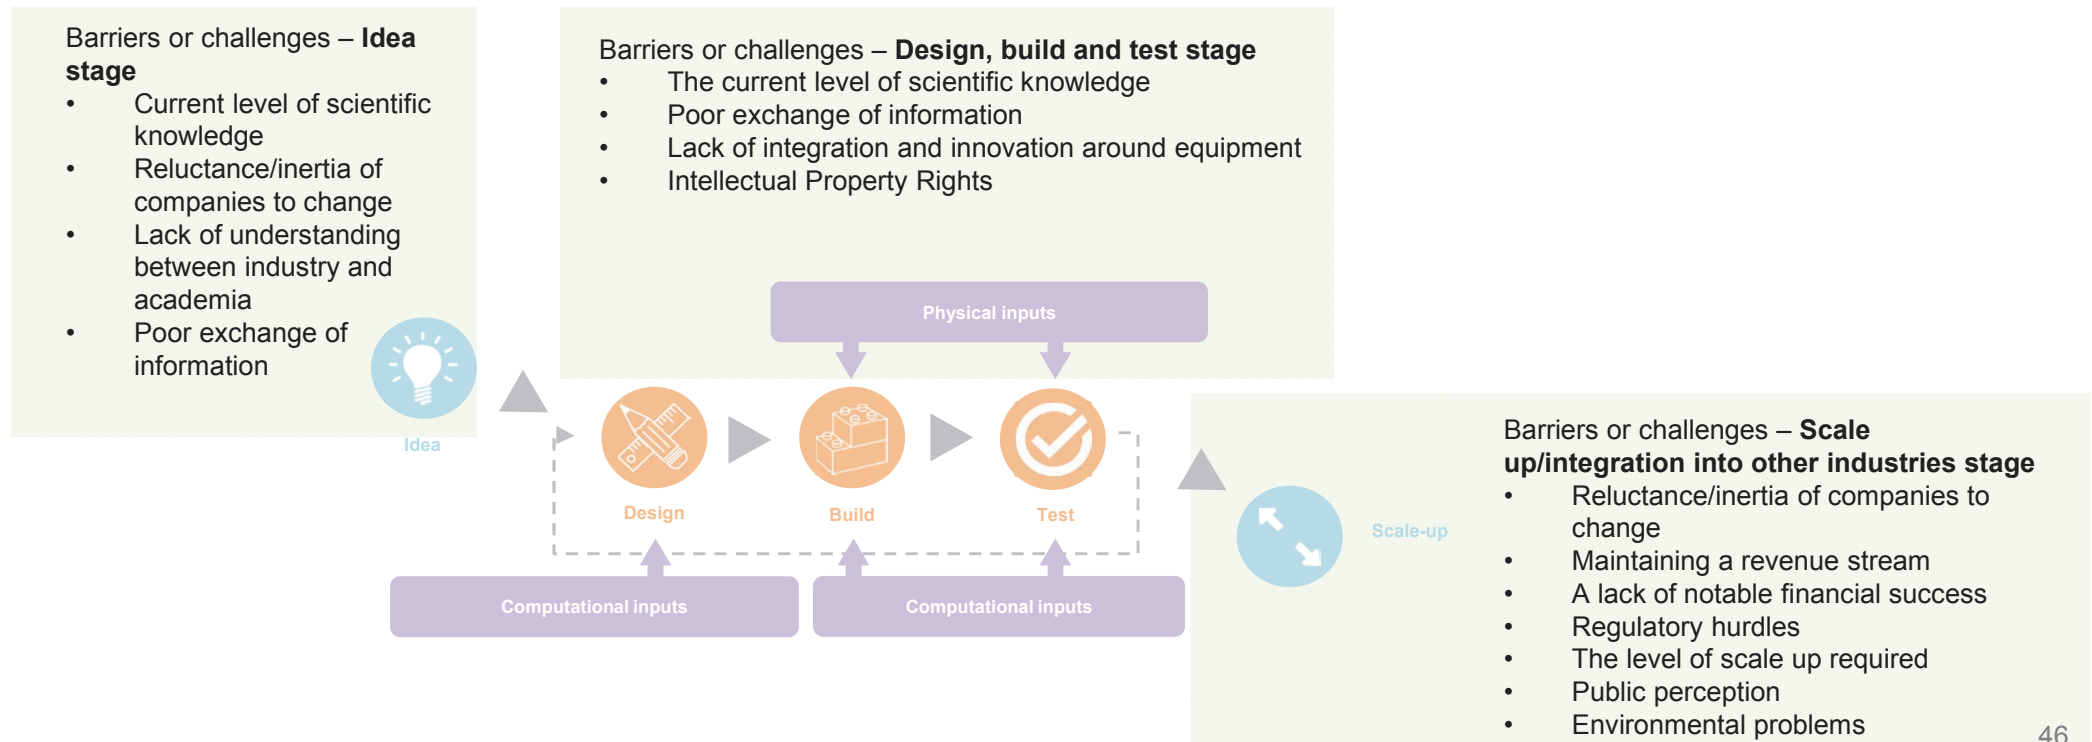 Barriers or challenges – Idea
stage
• Current level of scientific
knowledge
• Reluctance/inertia of
companies to change
• Lack of understanding
between industry and
academia
• Poor exchange of
information
Idea
Barriers or challenges – Design, build and test stage
• The current level of scientific knowledge
• Poor exchange of information
• Lack of integration and innovation around equipment
• Intellectual Property Rights
Physical inputs
Design
Build
Test
Computational inputs
Computational inputs
Scale-up
Barriers or challenges – Scale
up/integration into other industries stage
• Reluctance/inertia of companies to
change
• Maintaining a revenue stream
• A lack of notable financial success
• Regulatory hurdles
• The level of scale up required
• Public perception
• Environmental problems
46